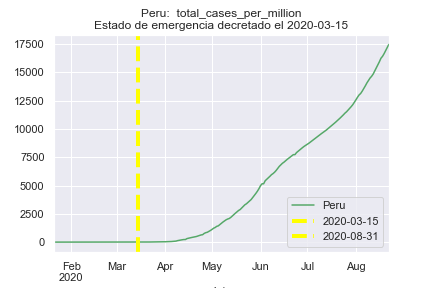 Peru:  total_cases_per_million
Estado de emergencia decretado el 2020-03-15
17500
15000
12500
10000
7500
5000
2500
0
Peru
2020-03-15
2020-08-31
Feb Mar Apr May Jun Jul Aug
2020